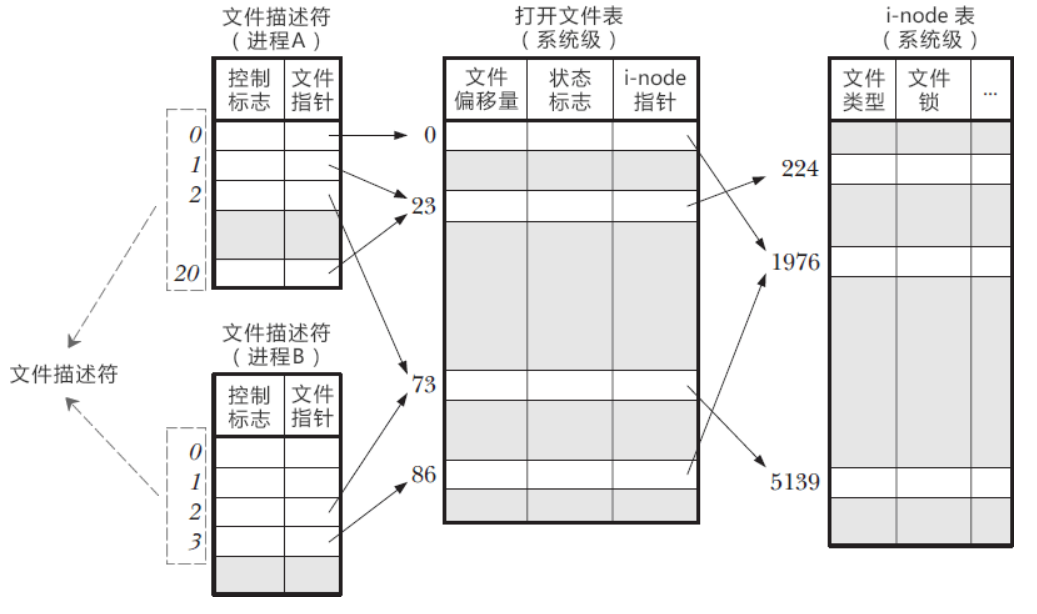 文件描述符
（进程A）
控制
标志
文件
指针
0
1
2
20
文件描述符
文件描述符
（进程B）
控制
标志
文件
指针
0
1
2
3
打开文件表
（系统级）
文件
偏移量
状态
标志
i-node
指针
0
23
73
86
i-node 表
（系统级）
文件
类型
文件
锁
...
224
1976
5139